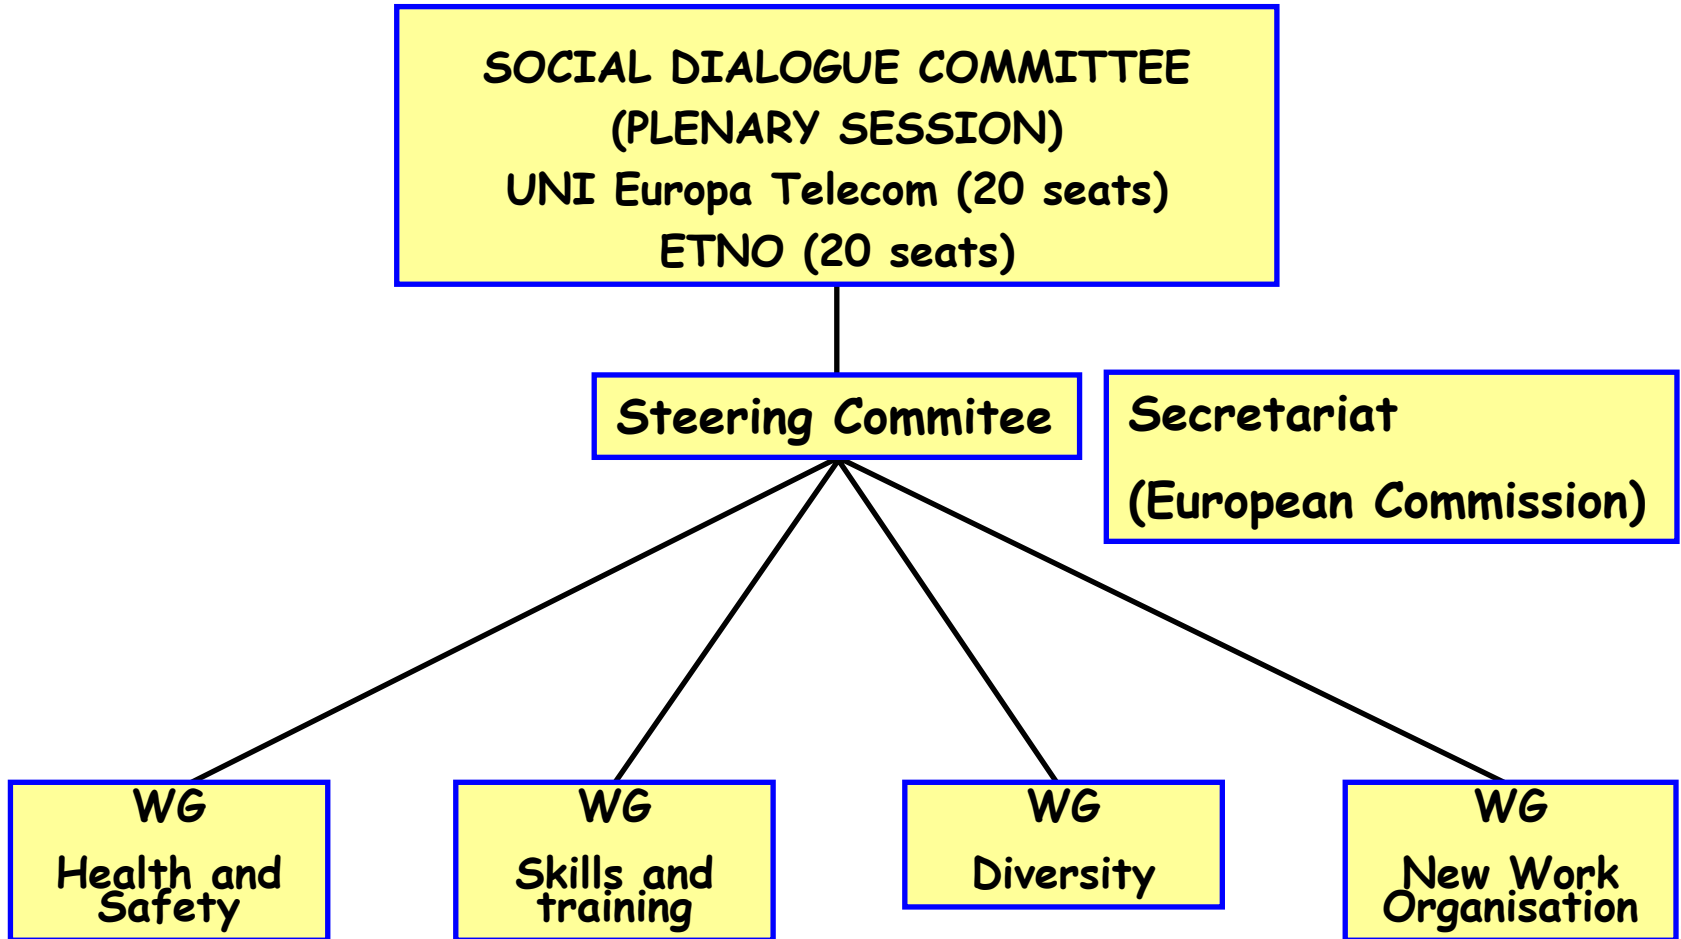 SOCIAL DIALOGUE COMMITTEE
(PLENARY SESSION)
UNI Europa Telecom (20 seats)
ETNO (20 seats)
Steering Commitee
Secretariat
(European Commission)
WG
Health and
Safety
WG
Skills and
training
WG
Diversity
WG
New Work
Organisation